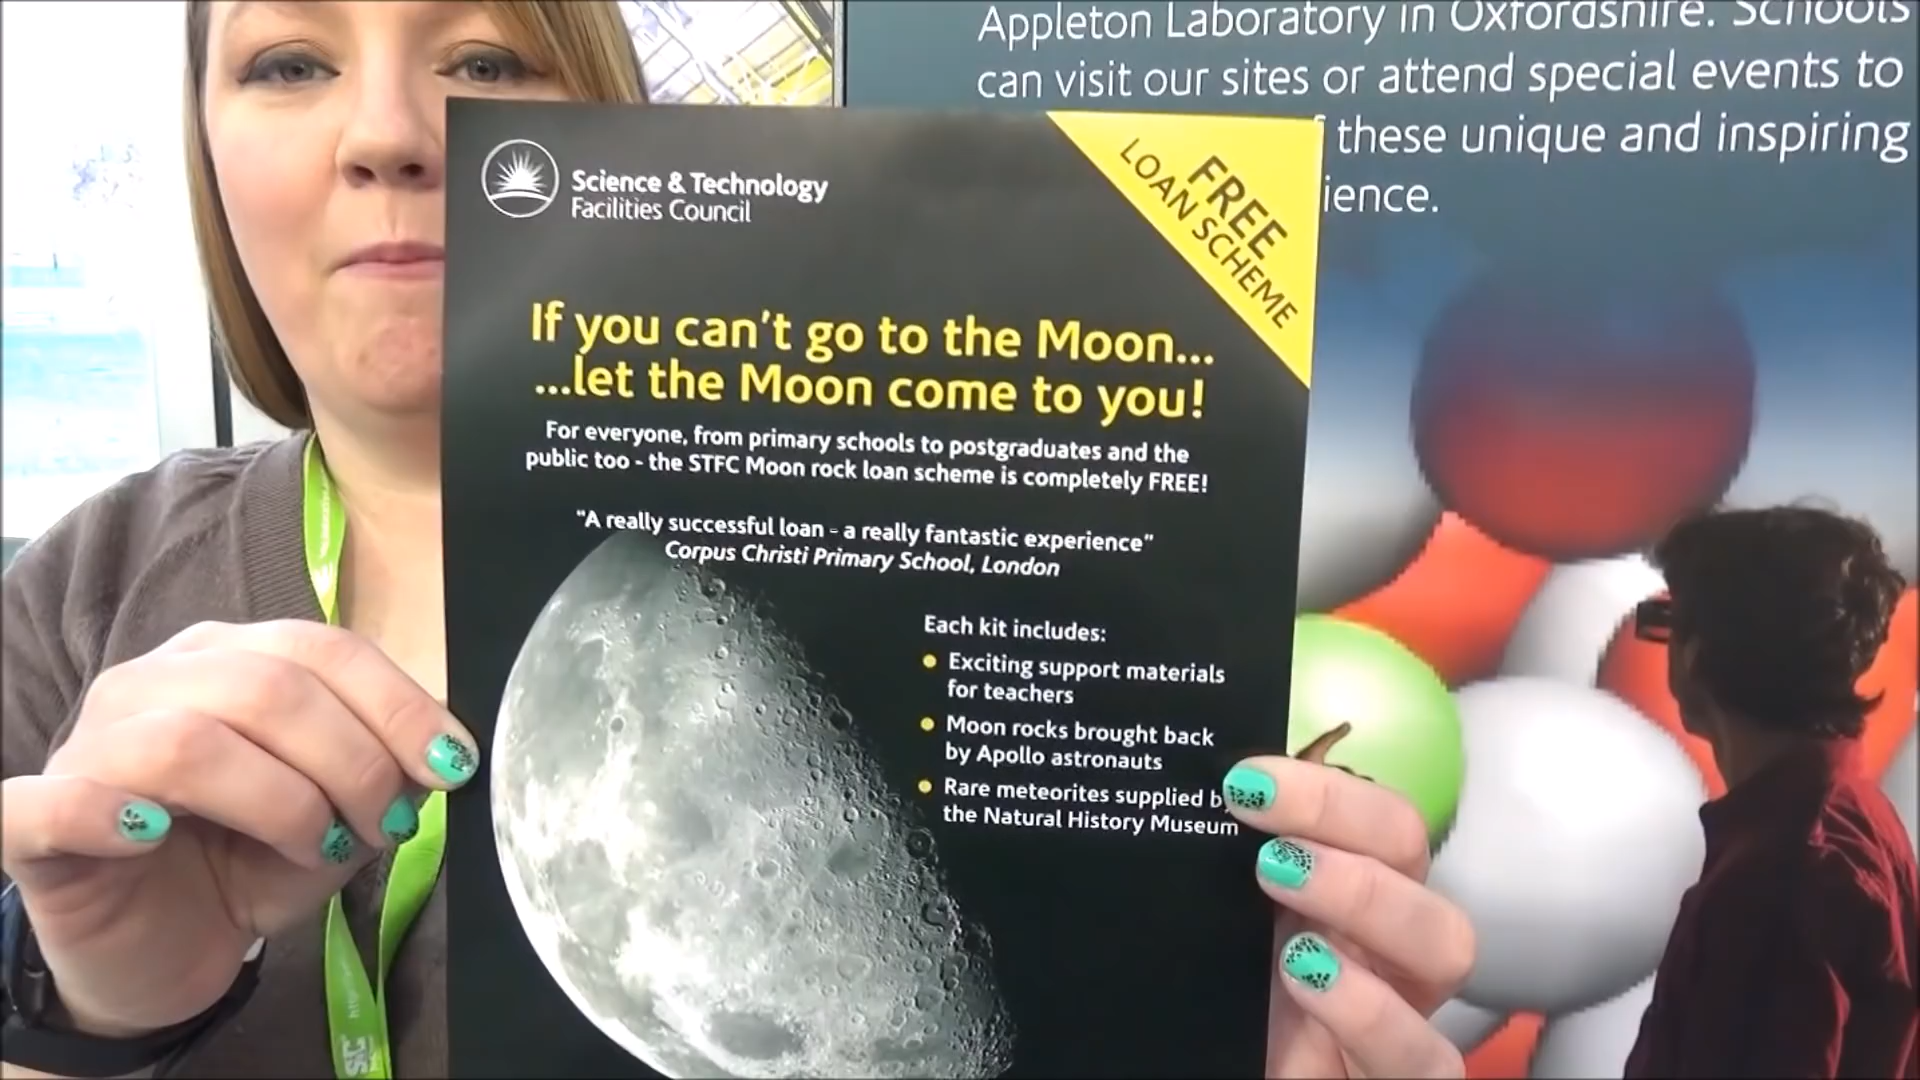 Appleton Laboratory in Oxfordshire. Schools
can visit our sites or attend special events to
these unique and inspiring
ience.
Science & Technology
Facilities Council
FREE
LOAN SCHEME
If you can't go to the Moon...
...let the Moon come to you!
For everyone, from primary schools to postgraduates and the
public too - the STFC Moon rock loan scheme is completely FREE!
"A really successful loan - a really fantastic experience"
Corpus Christi Primary School, London
Each kit includes:
Exciting support materials
for teachers
Moon rocks brought back
by Apollo astronauts
Rare meteorites supplied b
the Natural History Museum